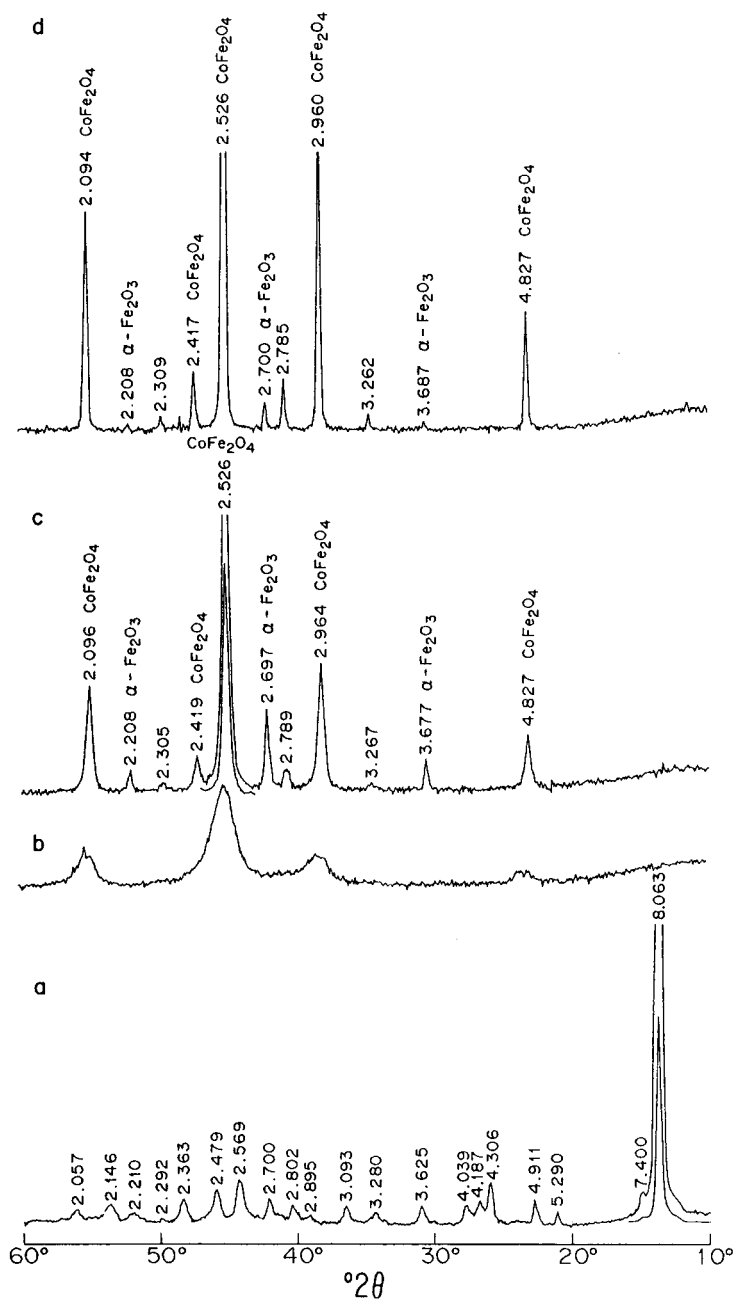 d
2.094 CoFe₂O₄
2.208 α-Fe₂O₃
2.309
2.417 CoFe₂O₄
2.526 CoFe₂O₄
2.700 α-Fe₂O₃
2.785
2.960 CoFe₂O₄
3.262
3.687 α-Fe₂O₃
4.827 CoFe₂O₄
c
2.096 CoFe₂O₄
2.208 α-Fe₂O₃
2.305
2.419 CoFe₂O₄
CoFe₂O₄
2.526
2.697 α-Fe₂O₃
2.789
2.964 CoFe₂O₄
3.267
3.677 α-Fe₂O₃
4.827 CoFe₂O₄
b
a
2.057
2.146
2.210
2.292
2.363
2.479
2.569
2.700
2.802
2.895
3.093
3.280
3.625
4.039
4.187
4.306
4.911
5.290
7.400
8.063
60° 50° 40° 30° 20° 10°
°2θ